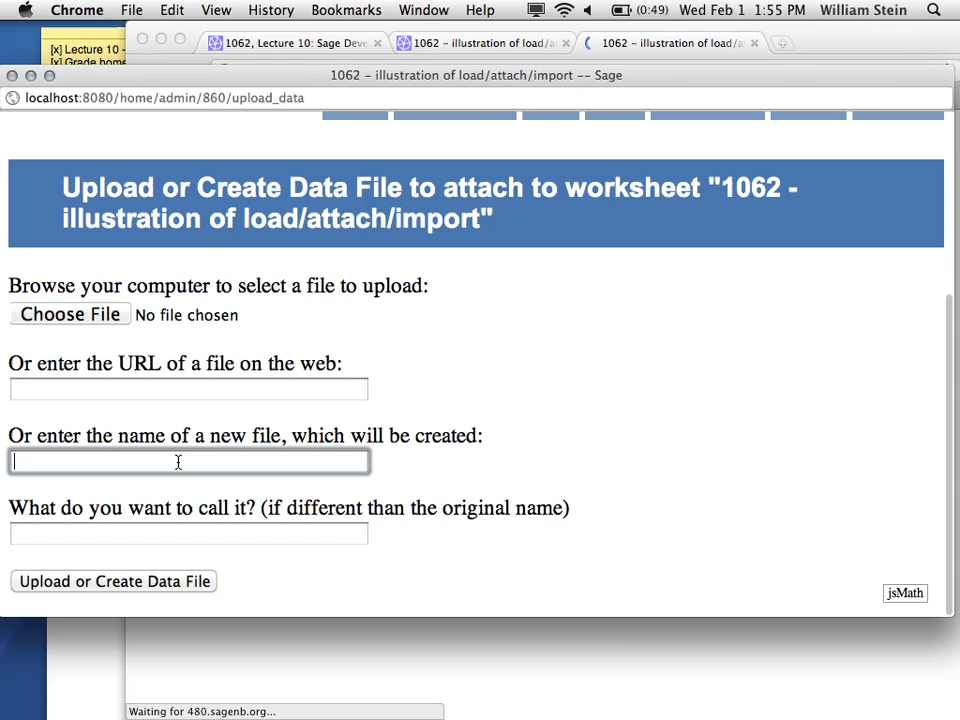 Chrome File Edit View History Bookmarks Window Help (0:49) Wed Feb 1 1:55 PM William Stein
[x] Lecture 10 -
[x] Grade home
1062, Lecture 10: Sage Deve
1062 - illustration of load/at
1062 - illustration of load/at
1062 - illustration of load/attach/import -- Sage
localhost:8080/home/admin/860/upload_data
Upload or Create Data File to attach to worksheet "1062 -
illustration of load/attach/import"
Browse your computer to select a file to upload:
Choose File No file chosen
Or enter the URL of a file on the web:
Or enter the name of a new file, which will be created:
What do you want to call it? (if different than the original name)
Upload or Create Data File
jsMath
Waiting for 480.sagenb.org...